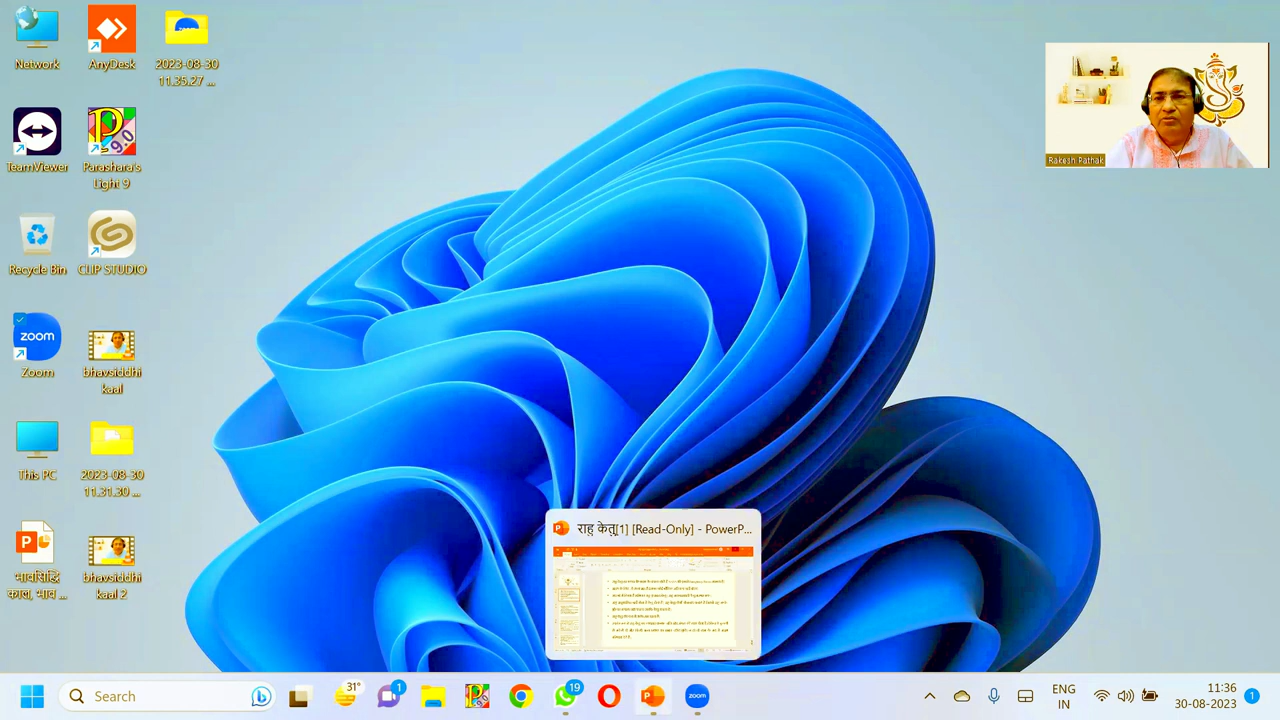 Network
AnyDesk
2023-08-30
11.35.27 ...
TeamViewer
Parashara's
Light 9
Recycle Bin
CLIP STUDIO
zoom
Zoom
bhavsiddhi
kaal
This PC
2023-08-30
11.31.30 ...
भावसिद्धि
काल, भाव ...
bhavsiddhi
kaal 2
Rakesh Pathak
राहु केतु[1] [Read-Only] - PowerP...
Search
31°
1
19
zoom
ENG
IN
11:36
30-08-2023
1